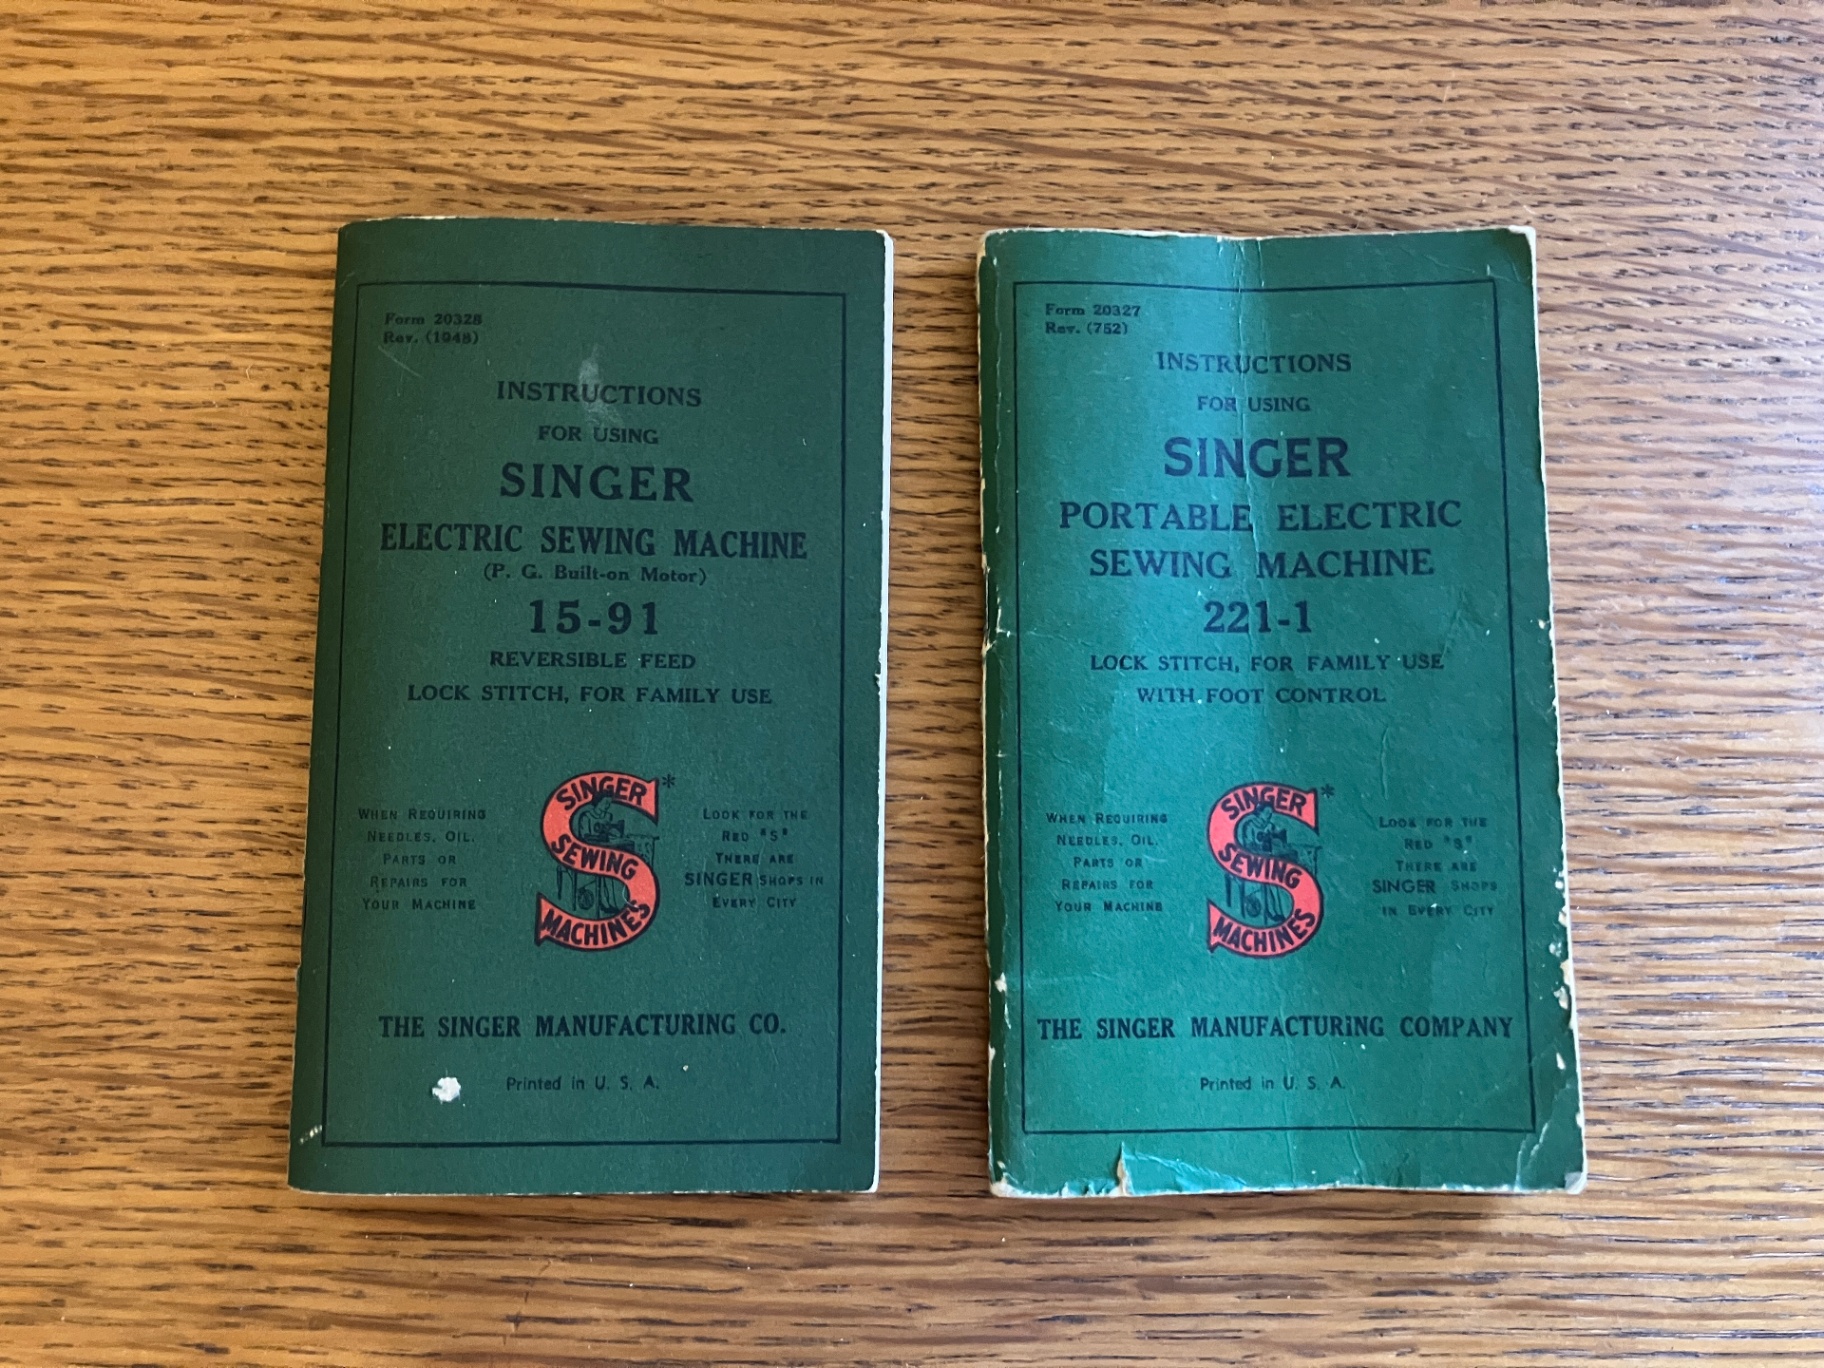 Form 20328
Rev. (1048)
INSTRUCTIONS
FOR USING
SINGER
ELECTRIC SEWING MACHINE
(P. G. Built-on Motor)
15-91
REVERSIBLE FEED
LOCK STITCH, FOR FAMILY USE
WHEN REQUIRING
NEEDLES, OIL,
PARTS OR
REPAIRS FOR
YOUR MACHINE
SINGER*
SEWING
MACHINES
LOOK FOR THE
RED "S"
THERE ARE
SINGER SHOPS IN
EVERY CITY
THE SINGER MANUFACTURING CO.
Printed in U. S. A.
Form 20327
Rev. (752)
INSTRUCTIONS
FOR USING
SINGER
PORTABLE ELECTRIC
SEWING MACHINE
221-1
LOCK STITCH, FOR FAMILY USE
WITH FOOT CONTROL
WHEN REQUIRING
NEEDLES, OIL,
PARTS OR
REPAIRS FOR
YOUR MACHINE
SINGER*
SEWING
MACHINES
LOOK FOR THE
RED "S"
THERE ARE
SINGER SHOPS
IN EVERY CITY
THE SINGER MANUFACTURING COMPANY
Printed in U. S. A.